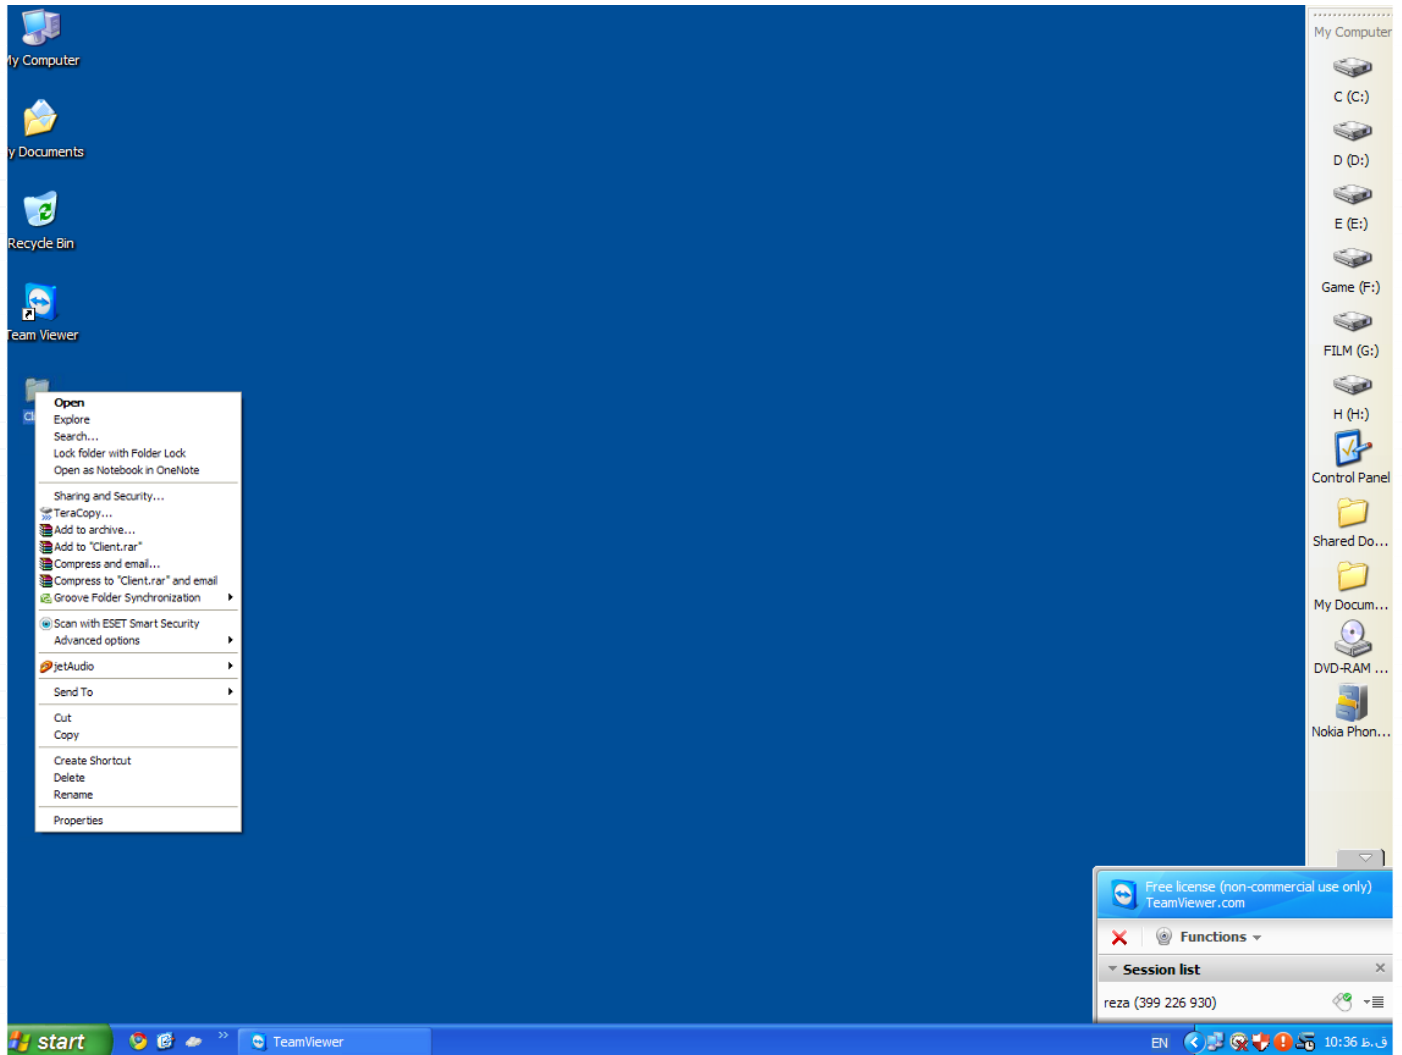 My Computer
y Documents
Recycle Bin
Team Viewer
Open
Explore
Search...
Lock folder with Folder Lock
Open as Notebook in OneNote
Sharing and Security...
TeraCopy...
Add to archive...
Add to "Client.rar"
Compress and email...
Compress to "Client.rar" and email
Groove Folder Synchronization
Scan with ESET Smart Security
Advanced options
jetAudio
Send To
Cut
Copy
Create Shortcut
Delete
Rename
Properties
My Computer
C (C:)
D (D:)
E (E:)
Game (F:)
FILM (G:)
H (H:)
Control Panel
Shared Do...
My Docum...
DVD-RAM ...
Nokia Phon...
Free license (non-commercial use only)
TeamViewer.com
Functions
Session list
reza (399 226 930)
start
TeamViewer
EN
10:36 ق.ظ